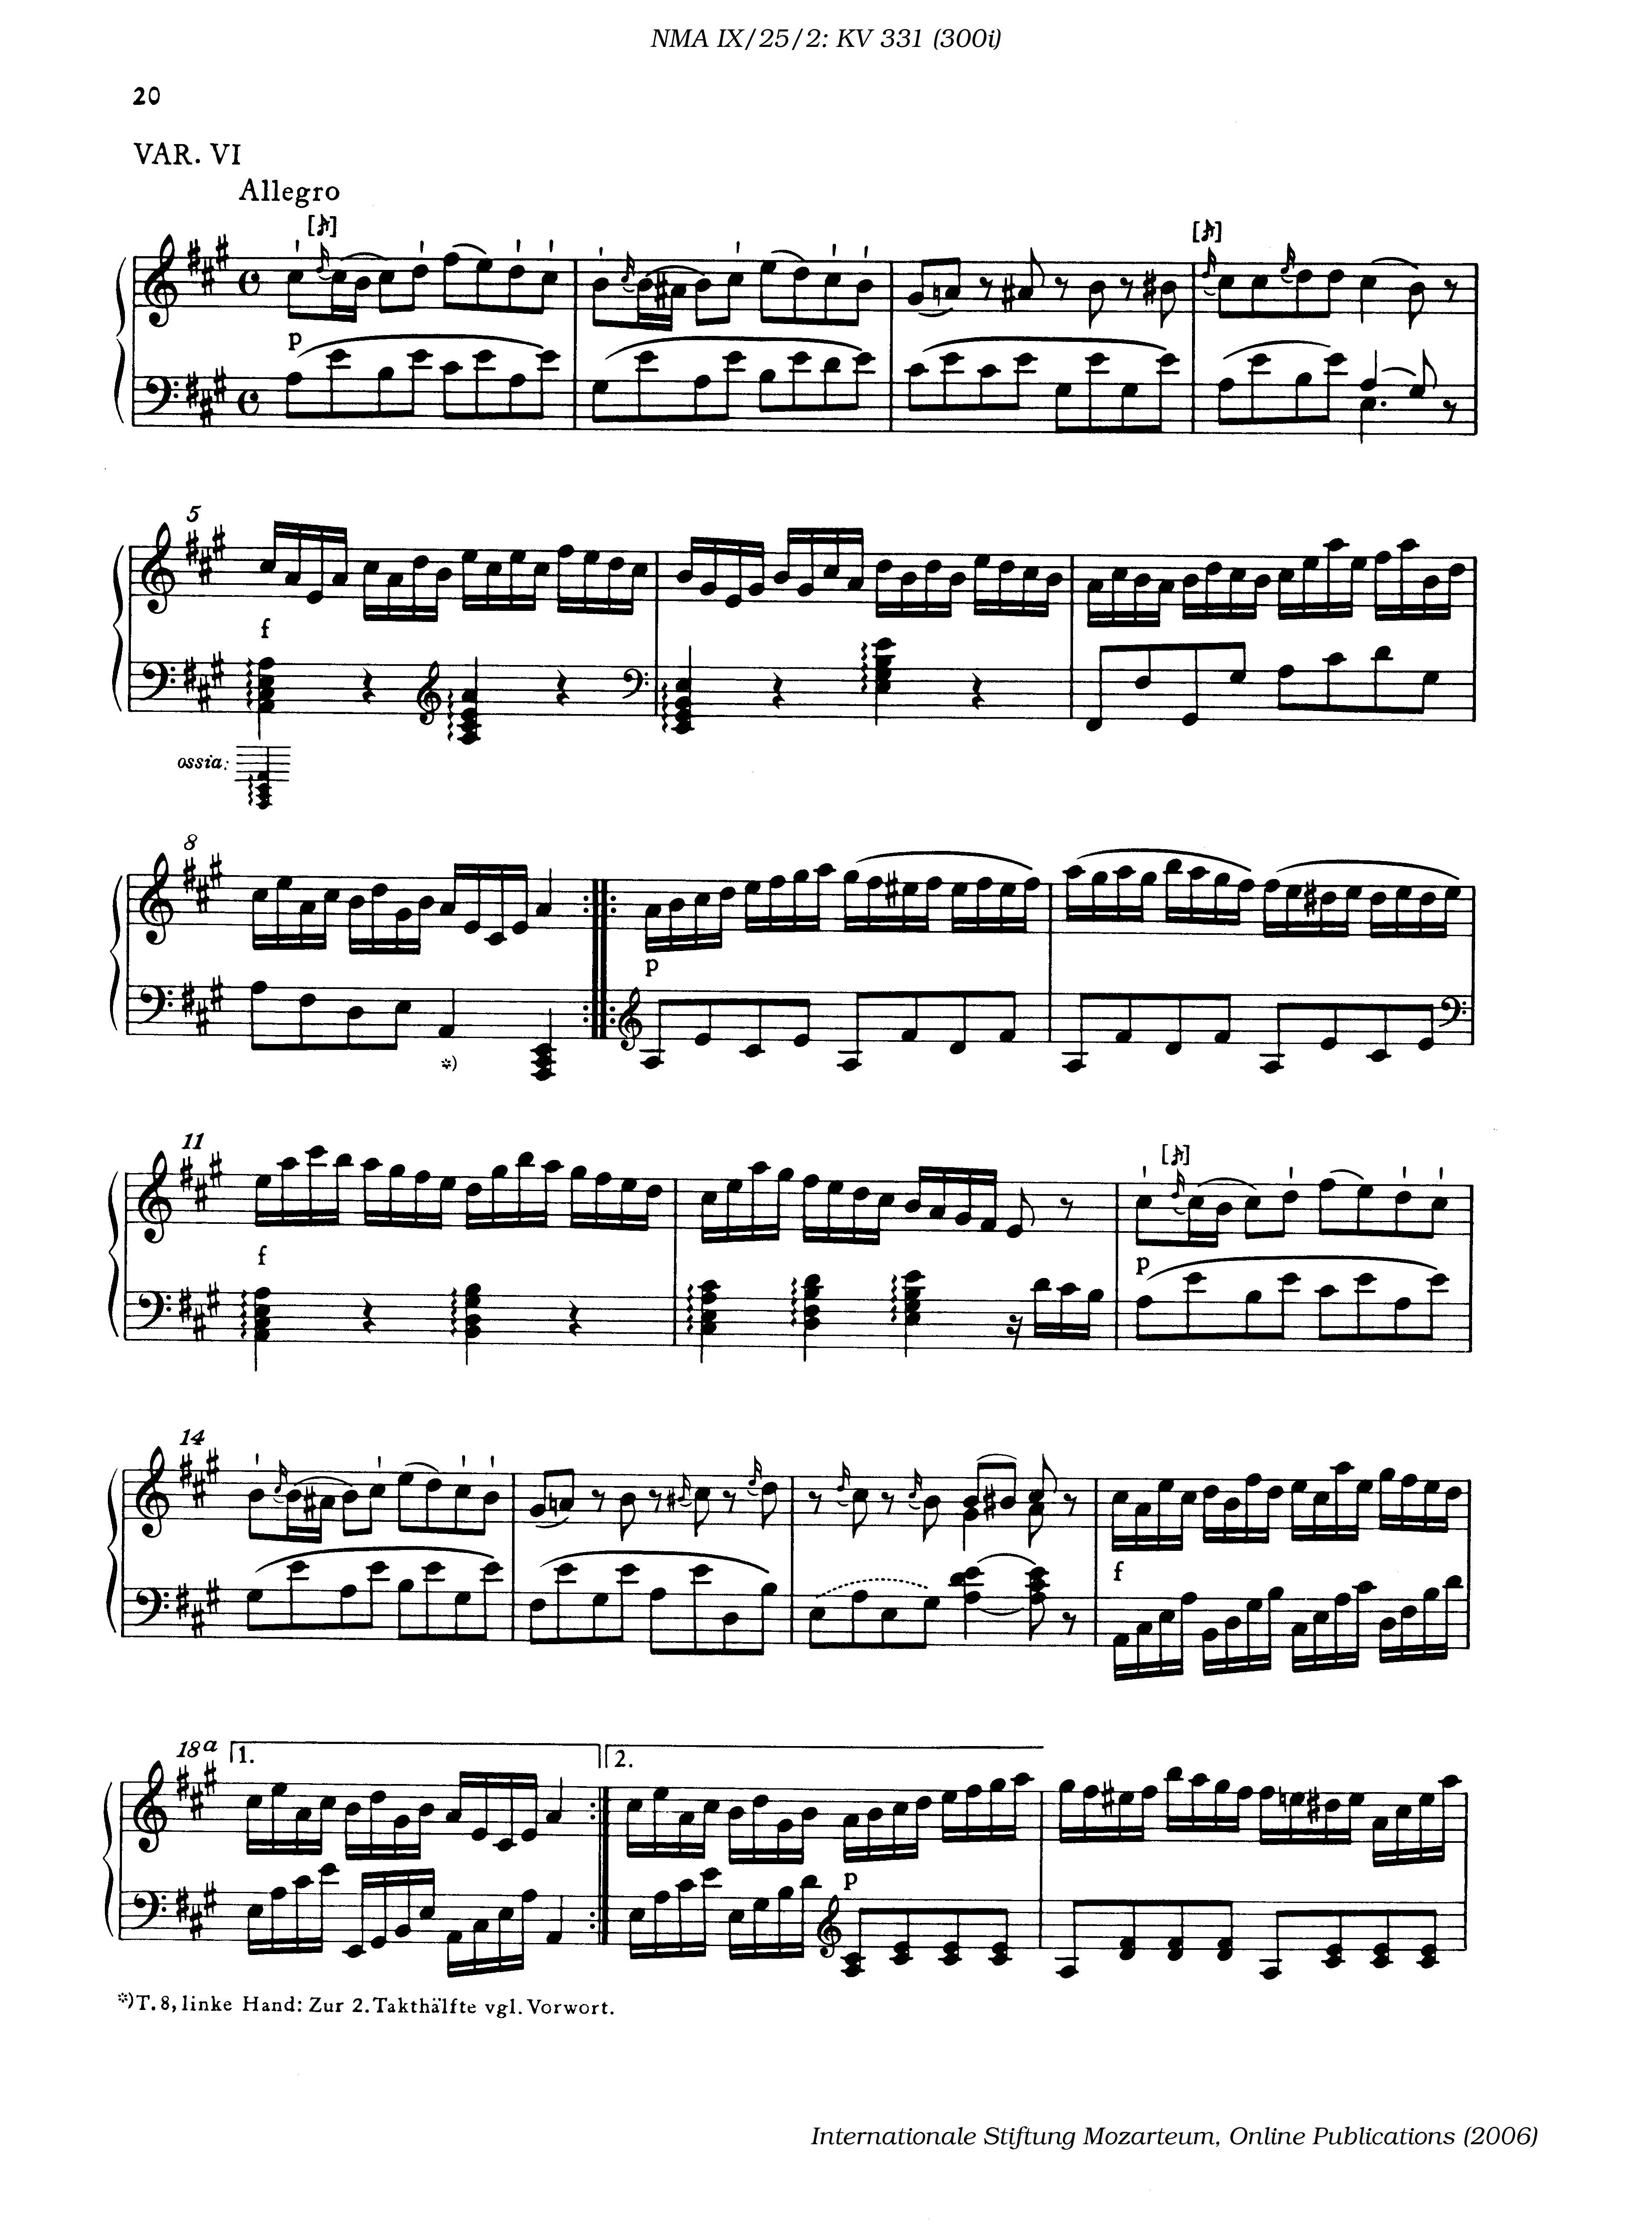 NMA IX/25/2: KV 331 (300i)
20
VAR. VI
Allegro
p
5
f
ossia:
8
p
*)
11
f
p
14
f
18a
1.
2.
p
*)T. 8, linke Hand: Zur 2. Takthälfte vgl. Vorwort.
Internationale Stiftung Mozarteum, Online Publications (2006)